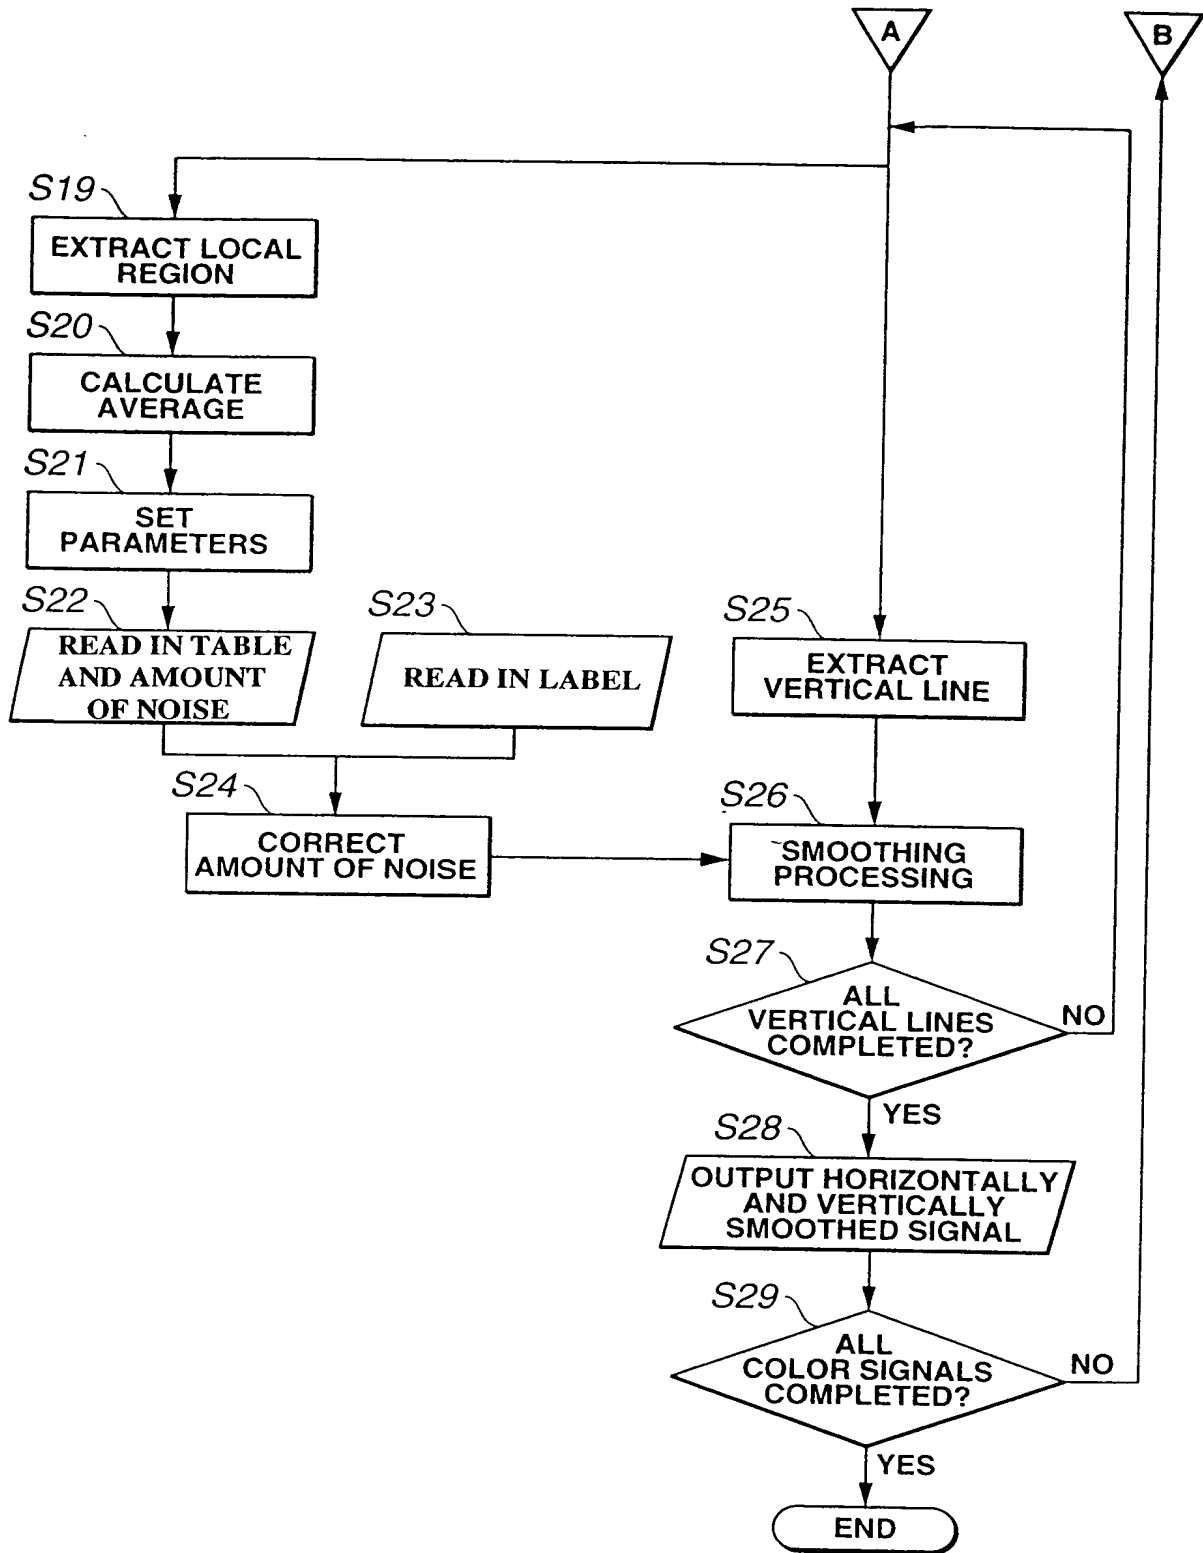 A
B
S19
EXTRACT LOCAL
REGION
S20
CALCULATE
AVERAGE
S21
SET
PARAMETERS
S22
READ IN TABLE
AND AMOUNT
OF NOISE
S23
READ IN LABEL
S24
CORRECT
AMOUNT OF NOISE
S25
EXTRACT
VERTICAL LINE
S26
SMOOTHING
PROCESSING
S27
ALL
VERTICAL LINES
COMPLETED?
NO
YES
S28
OUTPUT HORIZONTALLY
AND VERTICALLY
SMOOTHED SIGNAL
S29
ALL
COLOR SIGNALS
COMPLETED?
NO
YES
END